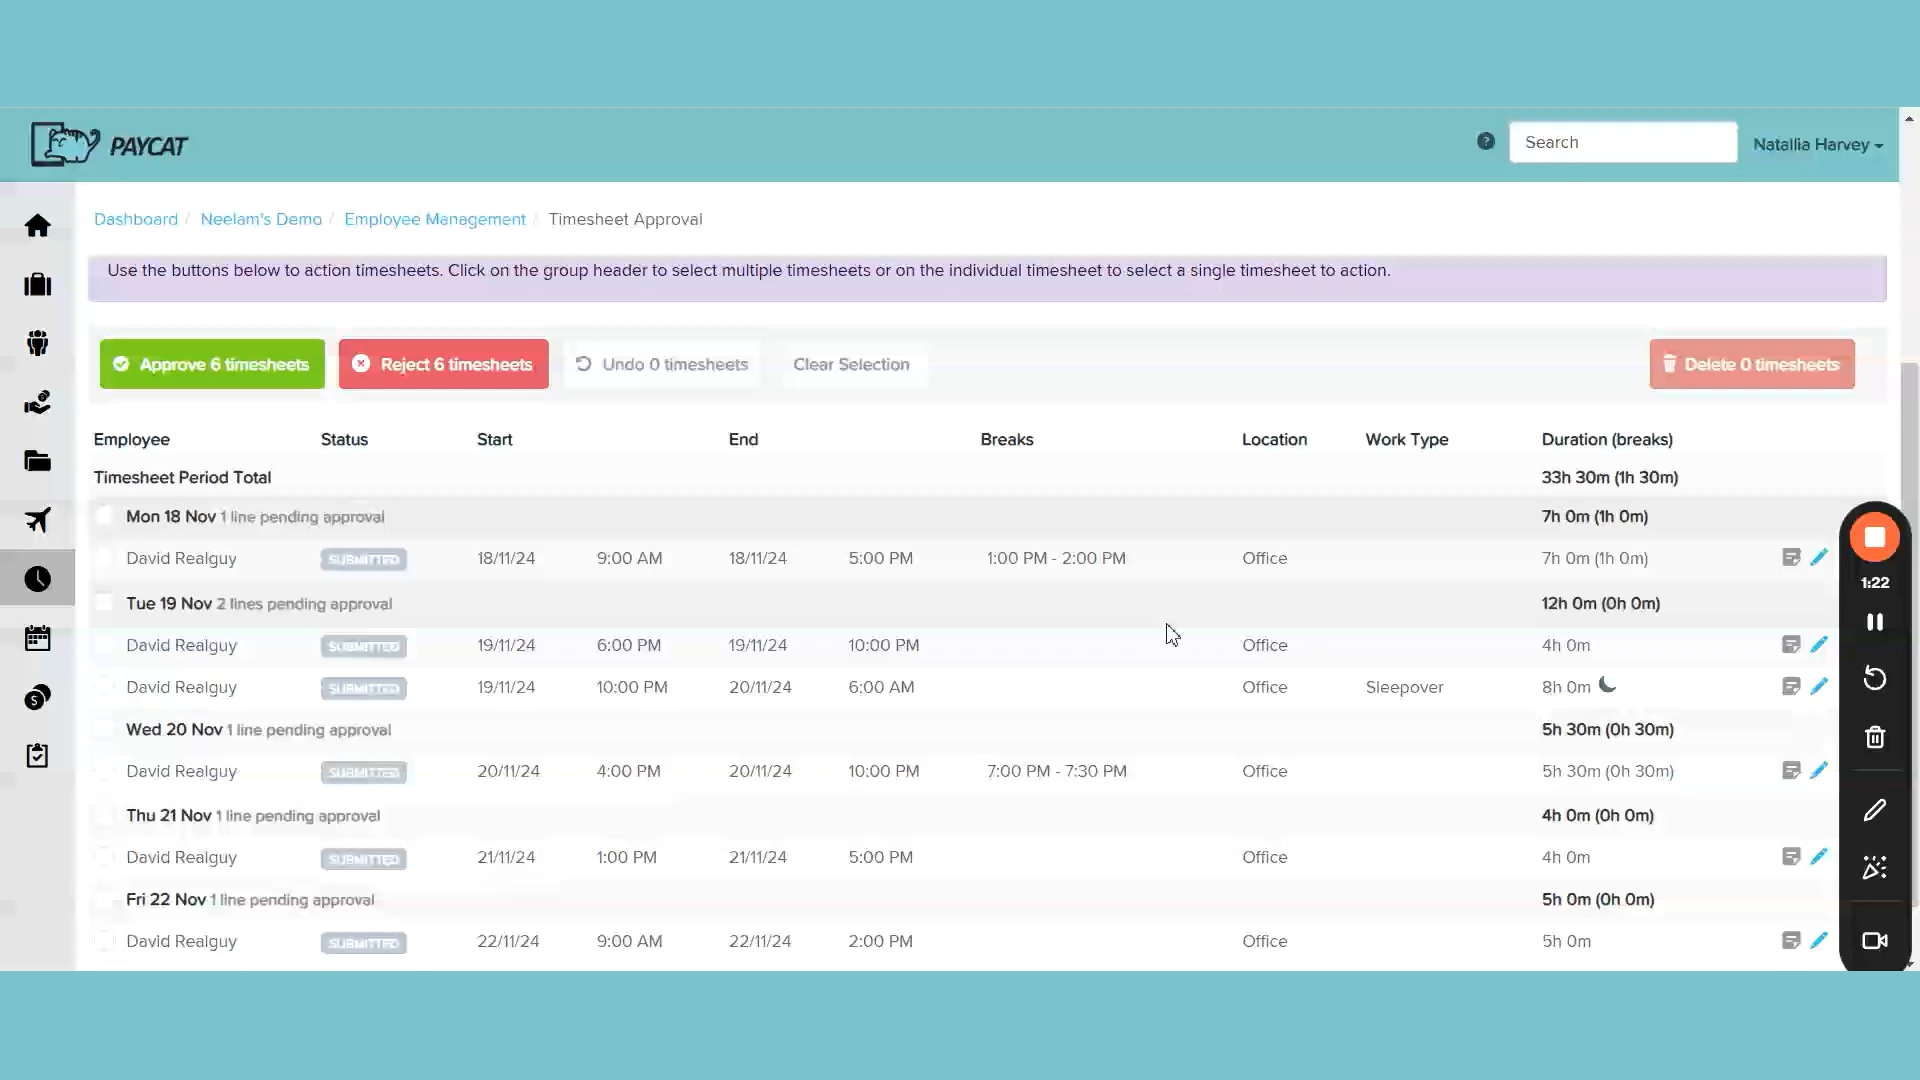 PAYCAT
?
Search
Natallia Harvey
Dashboard / Neelam's Demo / Employee Management / Timesheet Approval
Use the buttons below to action timesheets. Click on the group header to select multiple timesheets or on the individual timesheet to select a single timesheet to action.
Approve 6 timesheets Reject 6 timesheets Undo 0 timesheets Clear Selection Delete 0 timesheets
Employee Status Start End Breaks Location Work Type Duration (breaks)
Timesheet Period Total 33h 30m (1h 30m)
Mon 18 Nov 1 line pending approval 7h 0m (1h 0m)
David Realguy SUBMITTED 18/11/24 9:00 AM 18/11/24 5:00 PM 1:00 PM - 2:00 PM Office 7h 0m (1h 0m)
1:22
Tue 19 Nov 2 lines pending approval 12h 0m (0h 0m)
David Realguy SUBMITTED 19/11/24 6:00 PM 19/11/24 10:00 PM Office 4h 0m
David Realguy SUBMITTED 19/11/24 10:00 PM 20/11/24 6:00 AM Office Sleepover 8h 0m
Wed 20 Nov 1 line pending approval 5h 30m (0h 30m)
David Realguy SUBMITTED 20/11/24 4:00 PM 20/11/24 10:00 PM 7:00 PM - 7:30 PM Office 5h 30m (0h 30m)
Thu 21 Nov 1 line pending approval 4h 0m (0h 0m)
David Realguy SUBMITTED 21/11/24 1:00 PM 21/11/24 5:00 PM Office 4h 0m
Fri 22 Nov 1 line pending approval 5h 0m (0h 0m)
David Realguy SUBMITTED 22/11/24 9:00 AM 22/11/24 2:00 PM Office 5h 0m